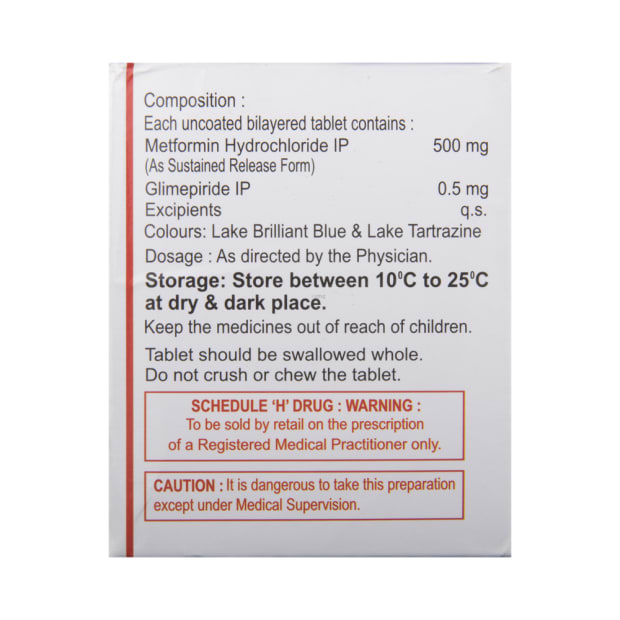 Composition :
Each uncoated bilayered tablet contains :
Metformin Hydrochloride IP 500 mg
(As Sustained Release Form)
Glimepiride IP 0.5 mg
Excipients q.s.
Colours: Lake Brilliant Blue & Lake Tartrazine
Dosage : As directed by the Physician.
Storage: Store between 10⁰C to 25⁰C
at dry & dark place.
Keep the medicines out of reach of children.
Tablet should be swallowed whole.
Do not crush or chew the tablet.
SCHEDULE ‘H’ DRUG : WARNING :
To be sold by retail on the prescription
of a Registered Medical Practitioner only.
CAUTION : It is dangerous to take this preparation
except under Medical Supervision.